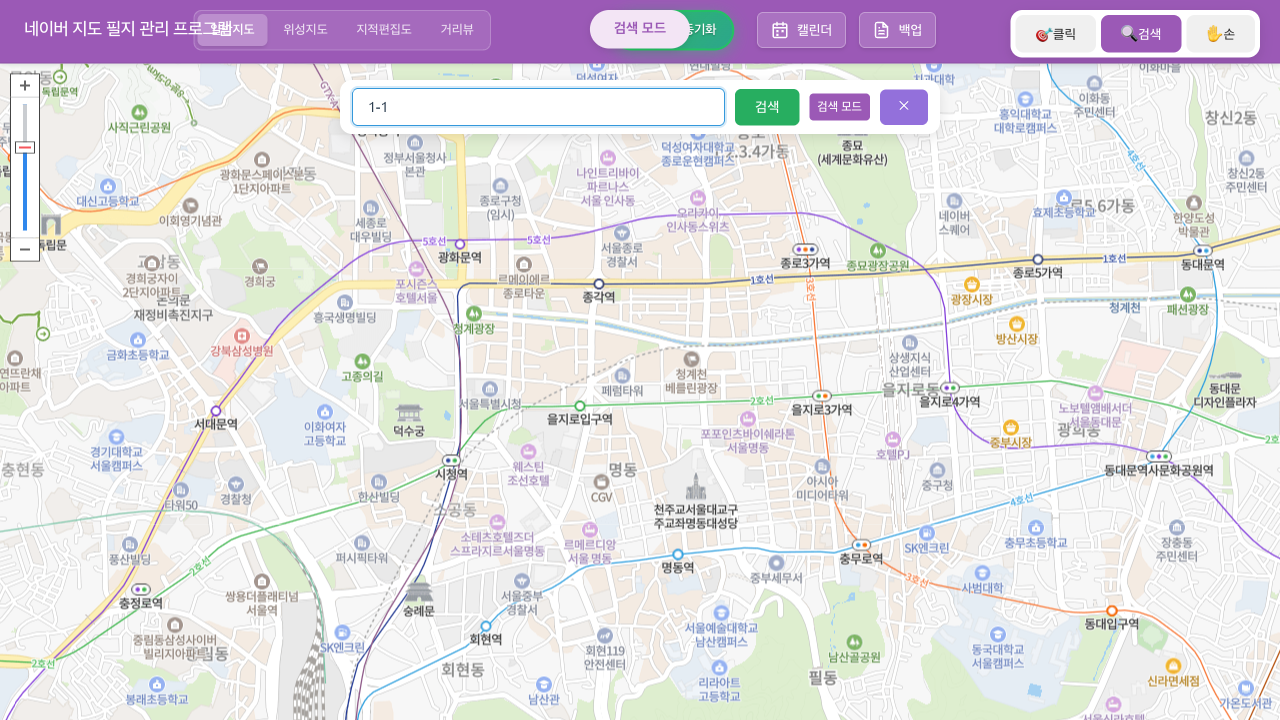 네이버 지도 필지 관리 프로그램
일반지도
위성지도
지적편집도
거리뷰
검색 모드
동기화
캘린더
백업
🎯클릭
🔍검색
✋손
1-1
검색
검색 모드
×
덕성여자
이화동
주민센터
홍익대학교
대학로캠퍼스
창신2동
창신2동
주민센터
독립문역
사직근린공원
정부서울청사
본관
나인트리바이
파르나스
서울 인사동
덕성여자대학교
종로운현캠퍼스
종묘
(세계문화유산)
광화문스페이스본
1단지아파트
대신고등학교
이회영기념관
세종로
대우빌딩
종로구청
(임시)
오라카이
인사동스위츠
네이버
스퀘어
효제초등학교
한양도성
박물관
5호선
5호선
광화문역
서울종로
경찰서
종로3가역
종묘광장공원
종로5가역
1호선
동대문역
경희궁자이
2단지아파트
경희궁
포시즌스
호텔서울
르메이에르
종로타운
종각역
1호선
광장시장
청계천
패션광장
돈의문
재정비촉진지구
흥국생명빌딩
청계광장
방산시장
금화초등학교
강북삼성병원
고종의길
청계천
베를린광장
상생지식
산업센터
페럼타워
을지로동
을지로4가역
서울특별시청
덕수궁
을지로입구역
2호선
을지로3가역
노보텔앰배서더
서울동대문
동대문
디자인플라자
서대문역
이화여자
고등학교
포포인츠바이쉐라톤
서울명동
호텔PJ
중부시장
광희동
경기대학교
서울캠퍼스
충현동
시청역
웨스틴
조선호텔
명동
동대문역사문화공원역
타워50
경찰청
한산빌딩
CGV
아시아
미디어타워
중구청
소공동
천주교서울대교구
주교좌명동대성당
4호선
2호선
풍산빌딩
퍼시픽타워
소테츠호텔즈더
스프라지르서울명동
르메르디앙
서울 명동
명동역
충무로역
SK엔크린
충무초등학교
장충동
주민센터
충정로역
쌍용더플래티넘
서울역
숭례문
서울중부
경찰서
중부세무서
3호선
사범대학
중림동삼성사이버
빌리지아파트
SK엔크린
회현역
회현119
안전센터
서울예술대학교
남산캠퍼스
동대입구역
2호선
회현동
남산골공원
동국대학교
서울캠퍼스
봉래초등학교
남산관
리라아트
고등학교
필동
신라면세점
가온도서관
서울신라호텔